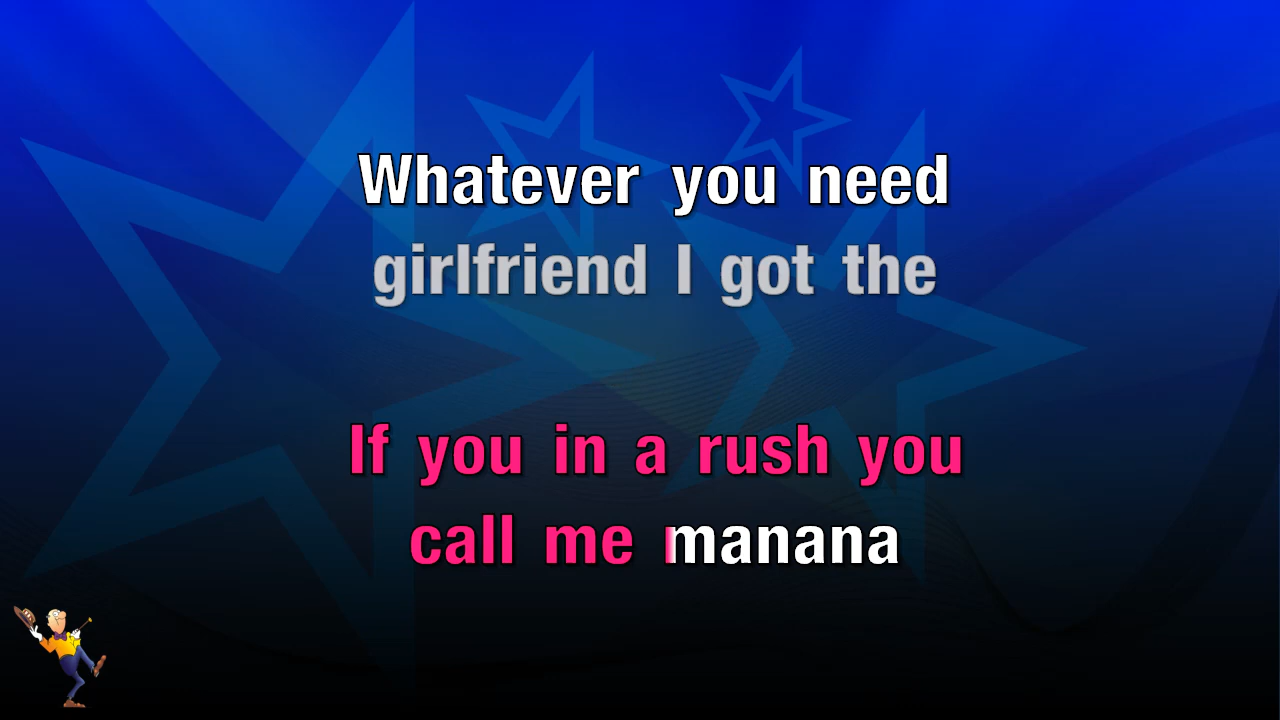 Whatever you need
girlfriend I got the
If you in a rush you
call me manana